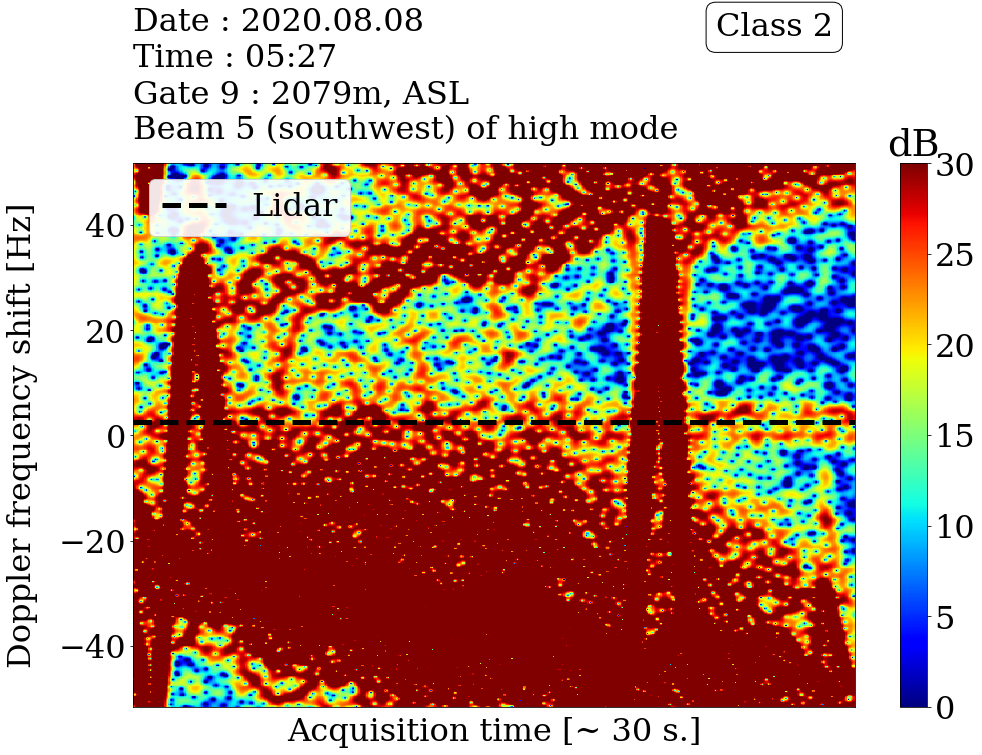 Date : 2020.08.08
Time : 05:27
Gate 9 : 2079m, ASL
Beam 5 (southwest) of high mode
Class 2
dB
Lidar
Doppler frequency shift [Hz]
40
20
0
−20
−40
30
25
20
15
10
5
0
Acquisition time [~ 30 s.]